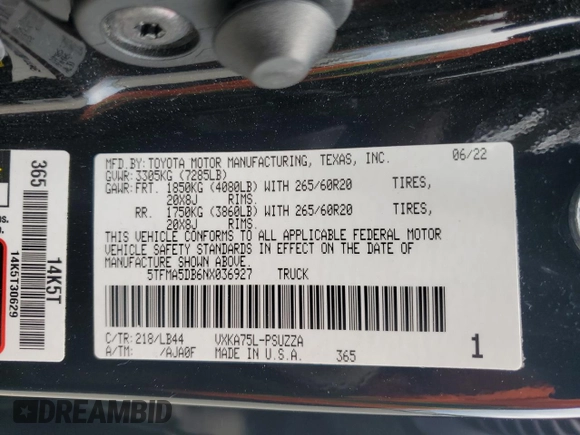 MFD.BY: TOYOTA MOTOR MANUFACTURING, TEXAS, INC. 06/22
GVWR: 3305KG (7285LB)
GAWR: FRT. 1850KG (4080LB) WITH 265/60R20 TIRES,
20X8J RIMS.
RR. 1750KG (3860LB) WITH 265/60R20 TIRES,
20X8J RIMS.
THIS VEHICLE CONFORMS TO ALL APPLICABLE FEDERAL MOTOR
VEHICLE SAFETY STANDARDS IN EFFECT ON THE DATE OF
MANUFACTURE SHOWN ABOVE.
5TFMA5DB6NX036927 TRUCK
C/TR: 218/LB44 VXKA75L-PSUZZA
A/TM: /AJA0F MADE IN U.S.A. 365 1
365
14K5T30629
14K5T
DREAMBID